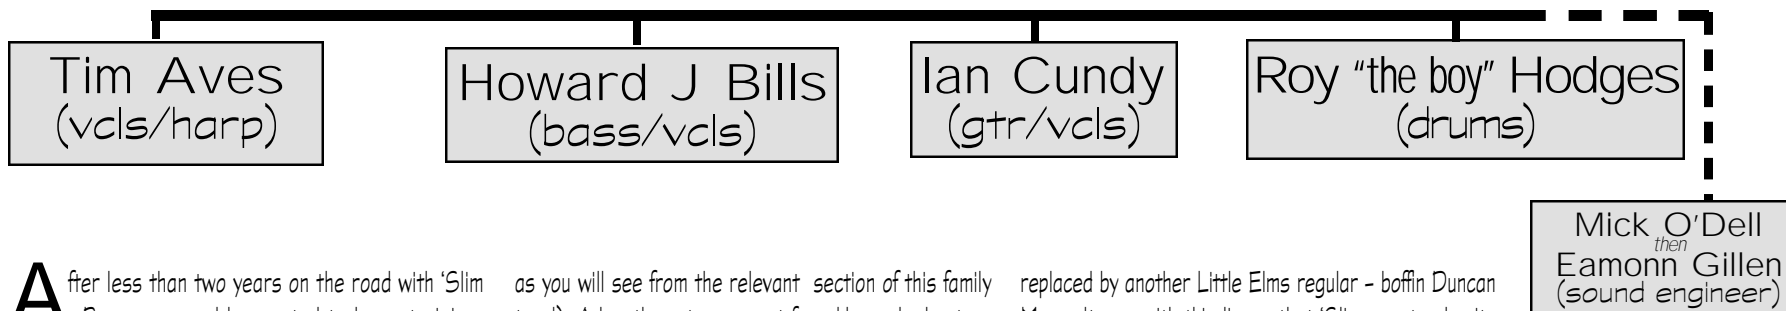 Tim Aves
(vcls/harp)
Howard J Bills
(bass/vcls)
Ian Cundy
(gtr/vcls)
Roy "the boy" Hodges
(drums)
Mick O'Dell
then
Eamonn Gillen
(sound engineer)
After less than two years on the road with 'Slim
as you will see from the relevant section of this family
replaced by another Little Elms regular - boffin Duncan